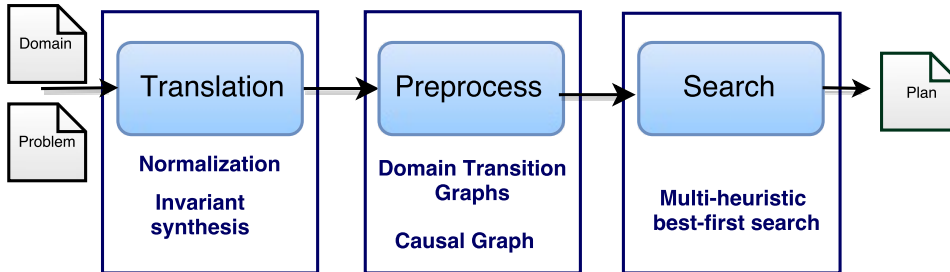 Domain
Problem
Translation
Normalization
Invariant
synthesis
Preprocess
Domain Transition
Graphs
Causal Graph
Search
Multi-heuristic
best-first search
Plan